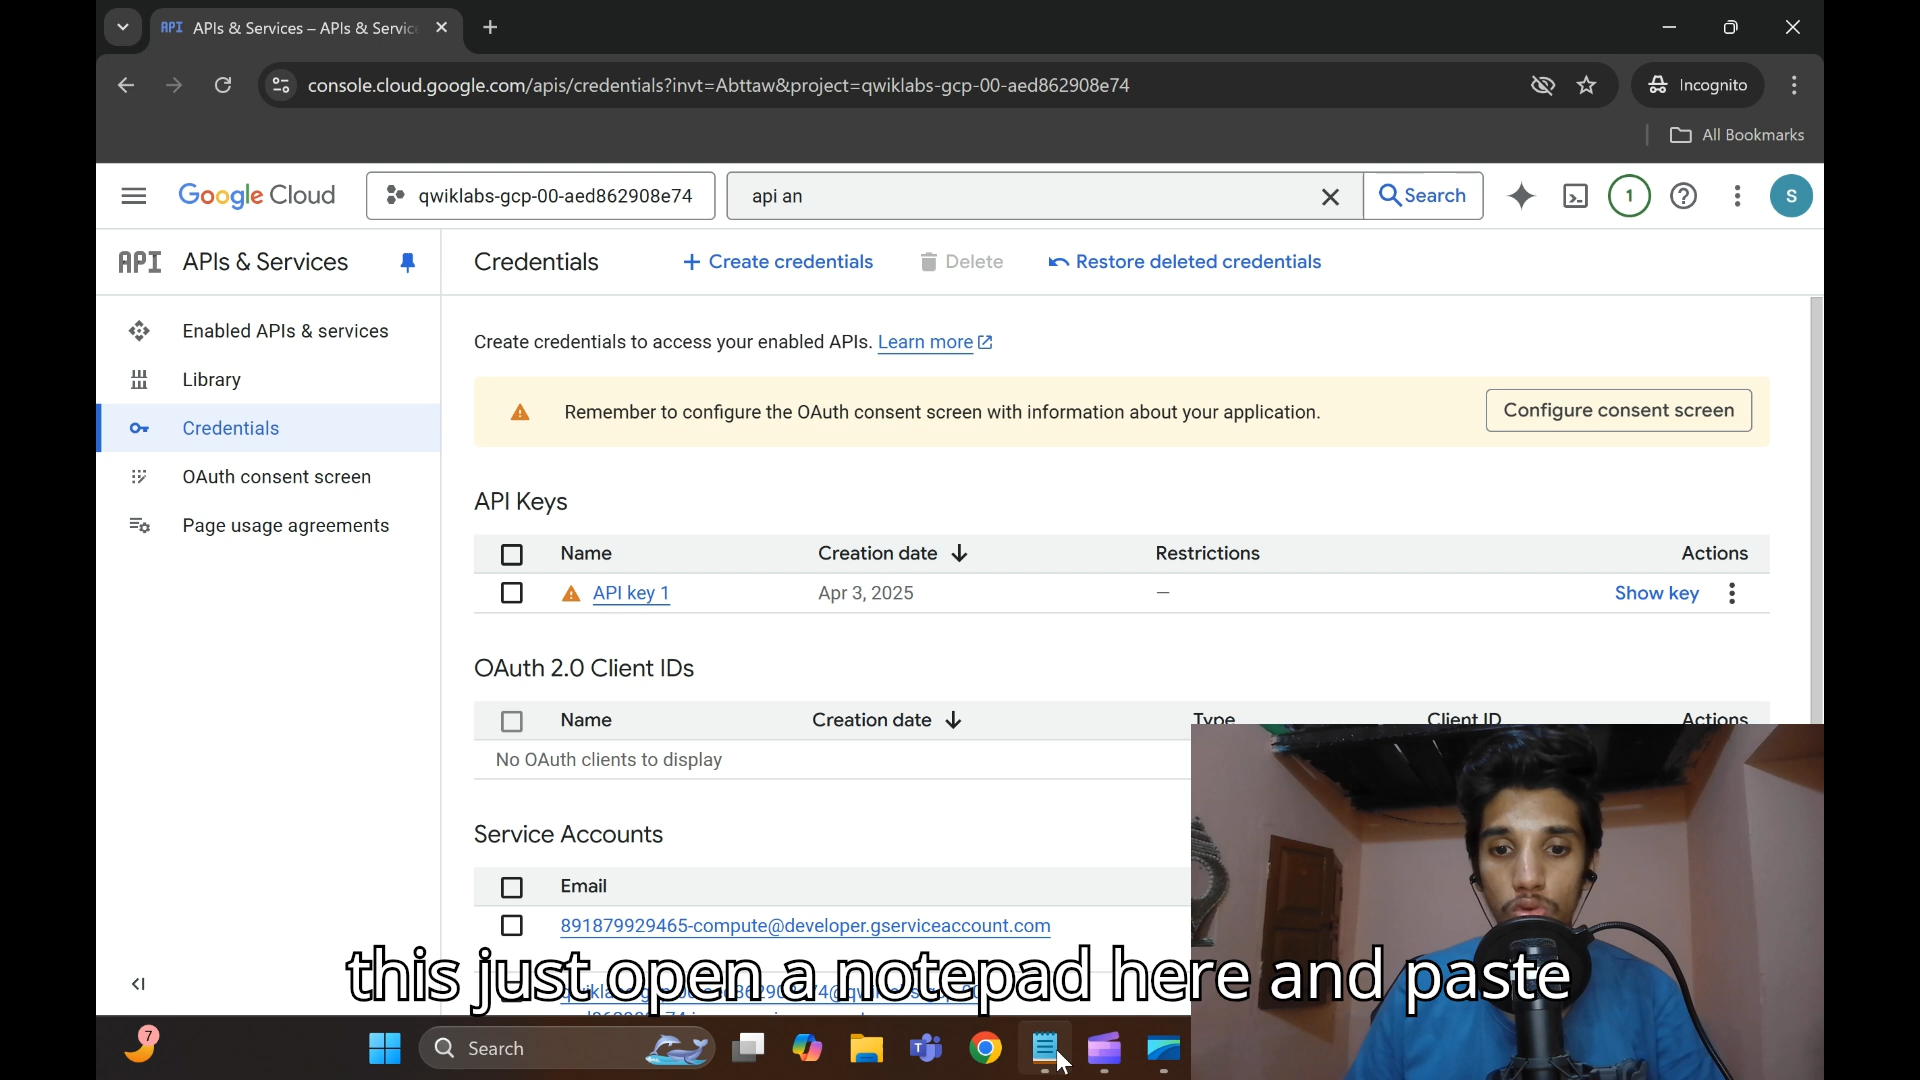 API APIs & Services – APIs & Servic
console.cloud.google.com/apis/credentials?invt=Abttaw&project=qwiklabs-gcp-00-aed862908e74
Incognito
All Bookmarks
Google Cloud
qwiklabs-gcp-00-aed862908e74
api an
Search
1
S
API APIs & Services
Credentials
Create credentials
Delete
Restore deleted credentials
Enabled APIs & services
Library
Credentials
OAuth consent screen
Page usage agreements
Create credentials to access your enabled APIs. Learn more
Remember to configure the OAuth consent screen with information about your application.
Configure consent screen
API Keys
Name Creation date Restrictions Actions
API key 1 Apr 3, 2025 – Show key
OAuth 2.0 Client IDs
Name Creation date Type Client ID Actions
No OAuth clients to display
Service Accounts
Email
891879929465-compute@developer.gserviceaccount.com
this just open a notepad here and paste
7
Search